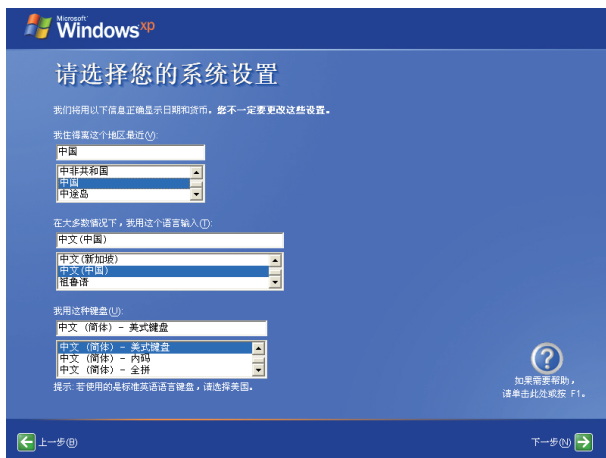 Microsoft
Windows xp
请选择您的系统设置
我们将用以下信息正确显示日期和货币。您不一定要更改这些设置。
我住得离这个地区最近(V):
中国
中非共和国
中国
中途岛
在大多数情况下，我用这个语言输入(T):
中文(中国)
中文(新加坡)
中文(中国)
祖鲁语
我用这种键盘(U):
中文 (简体) - 美式键盘
中文 (简体) - 美式键盘
中文 (简体) - 内码
中文 (简体) - 全拼
提示:若使用的是标准英语语言键盘，请选择美国。
如果需要帮助，
请单击此处或按 F1。
上一步(B)
下一步(N)